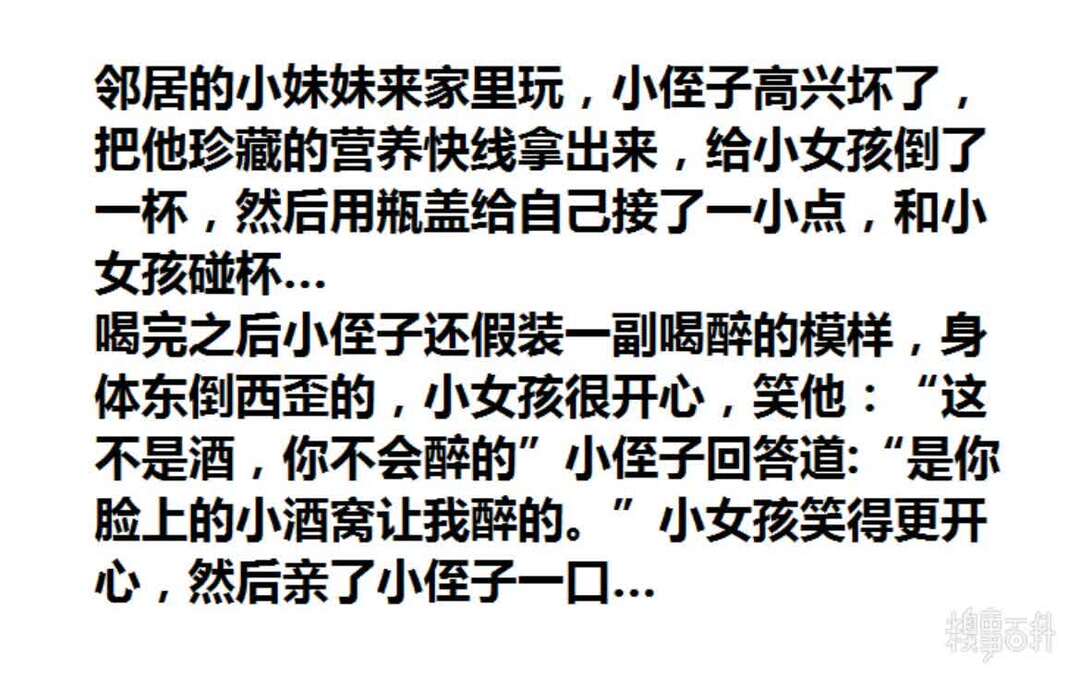 邻居的小妹妹来家里玩，小侄子高兴坏了，
把他珍藏的营养快线拿出来，给小女孩倒了
一杯，然后用瓶盖给自己接了一小点，和小
女孩碰杯...
喝完之后小侄子还假装一副喝醉的模样，身
体东倒西歪的，小女孩很开心，笑他：“这
不是酒，你不会醉的”小侄子回答道:“是你
脸上的小酒窝让我醉的。”小女孩笑得更开
心，然后亲了小侄子一口...
糗事百科